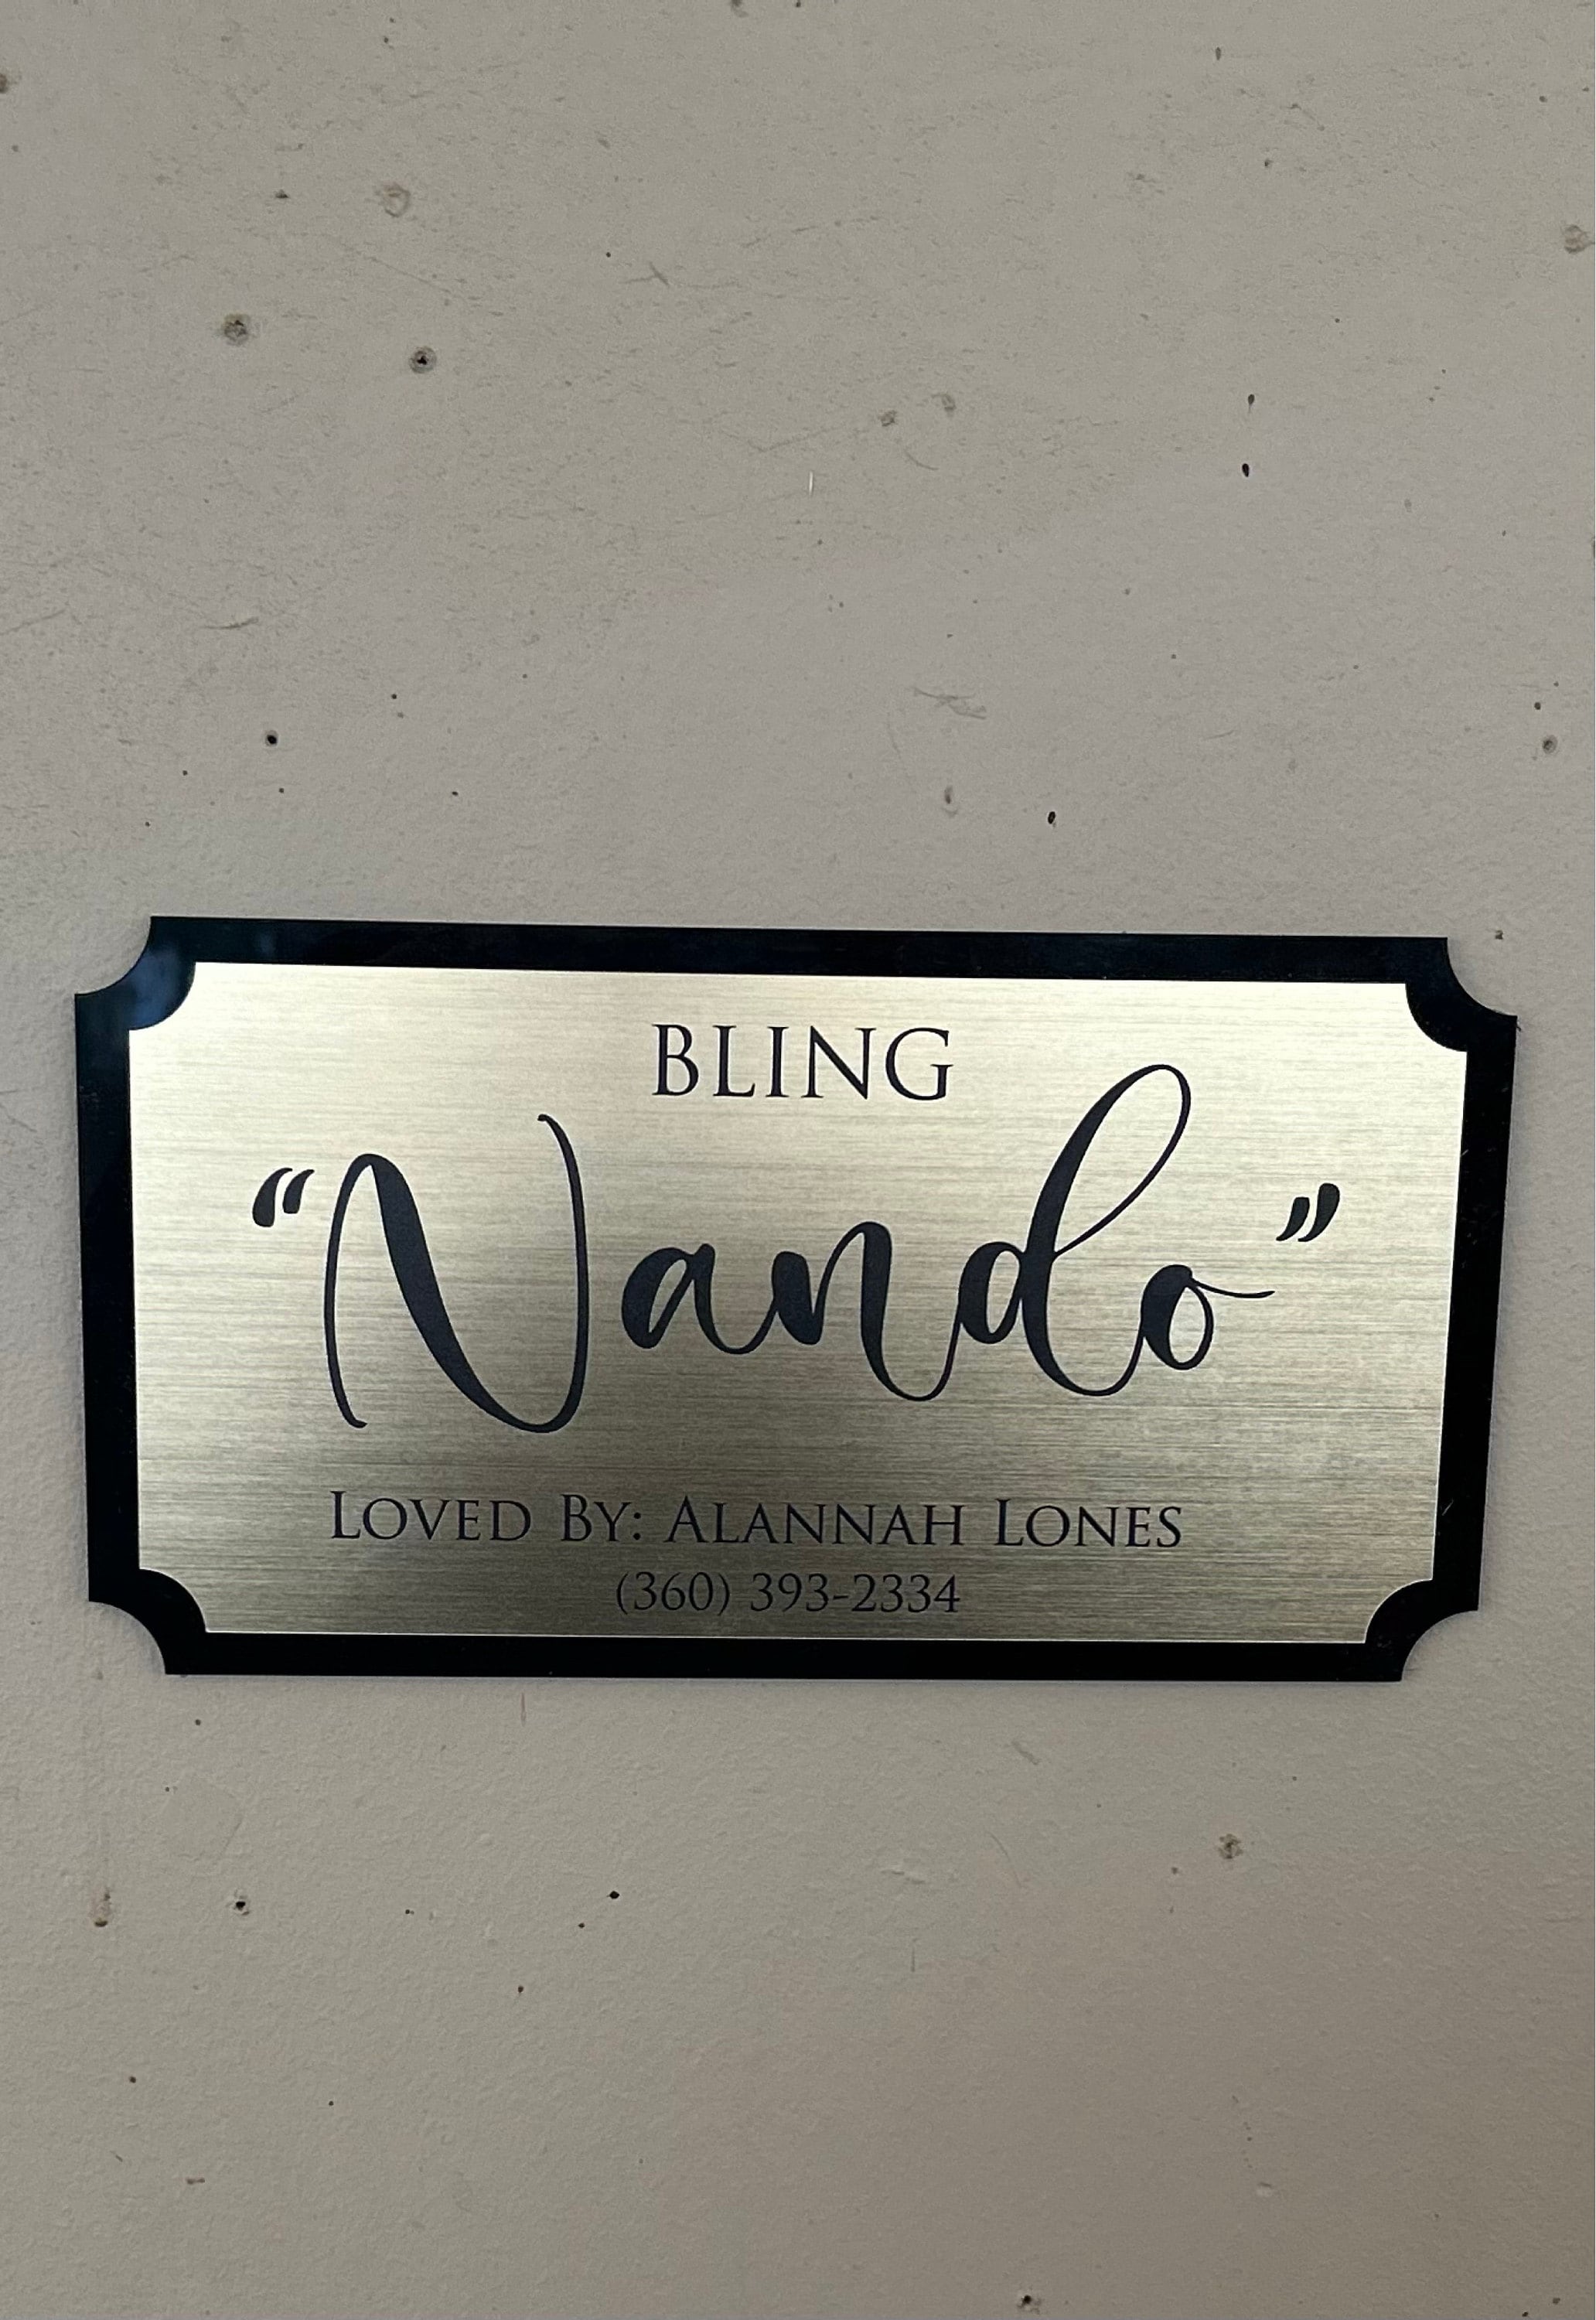 BLING
“Nando”
LOVED BY: ALANNAH LONES
(360) 393-2334